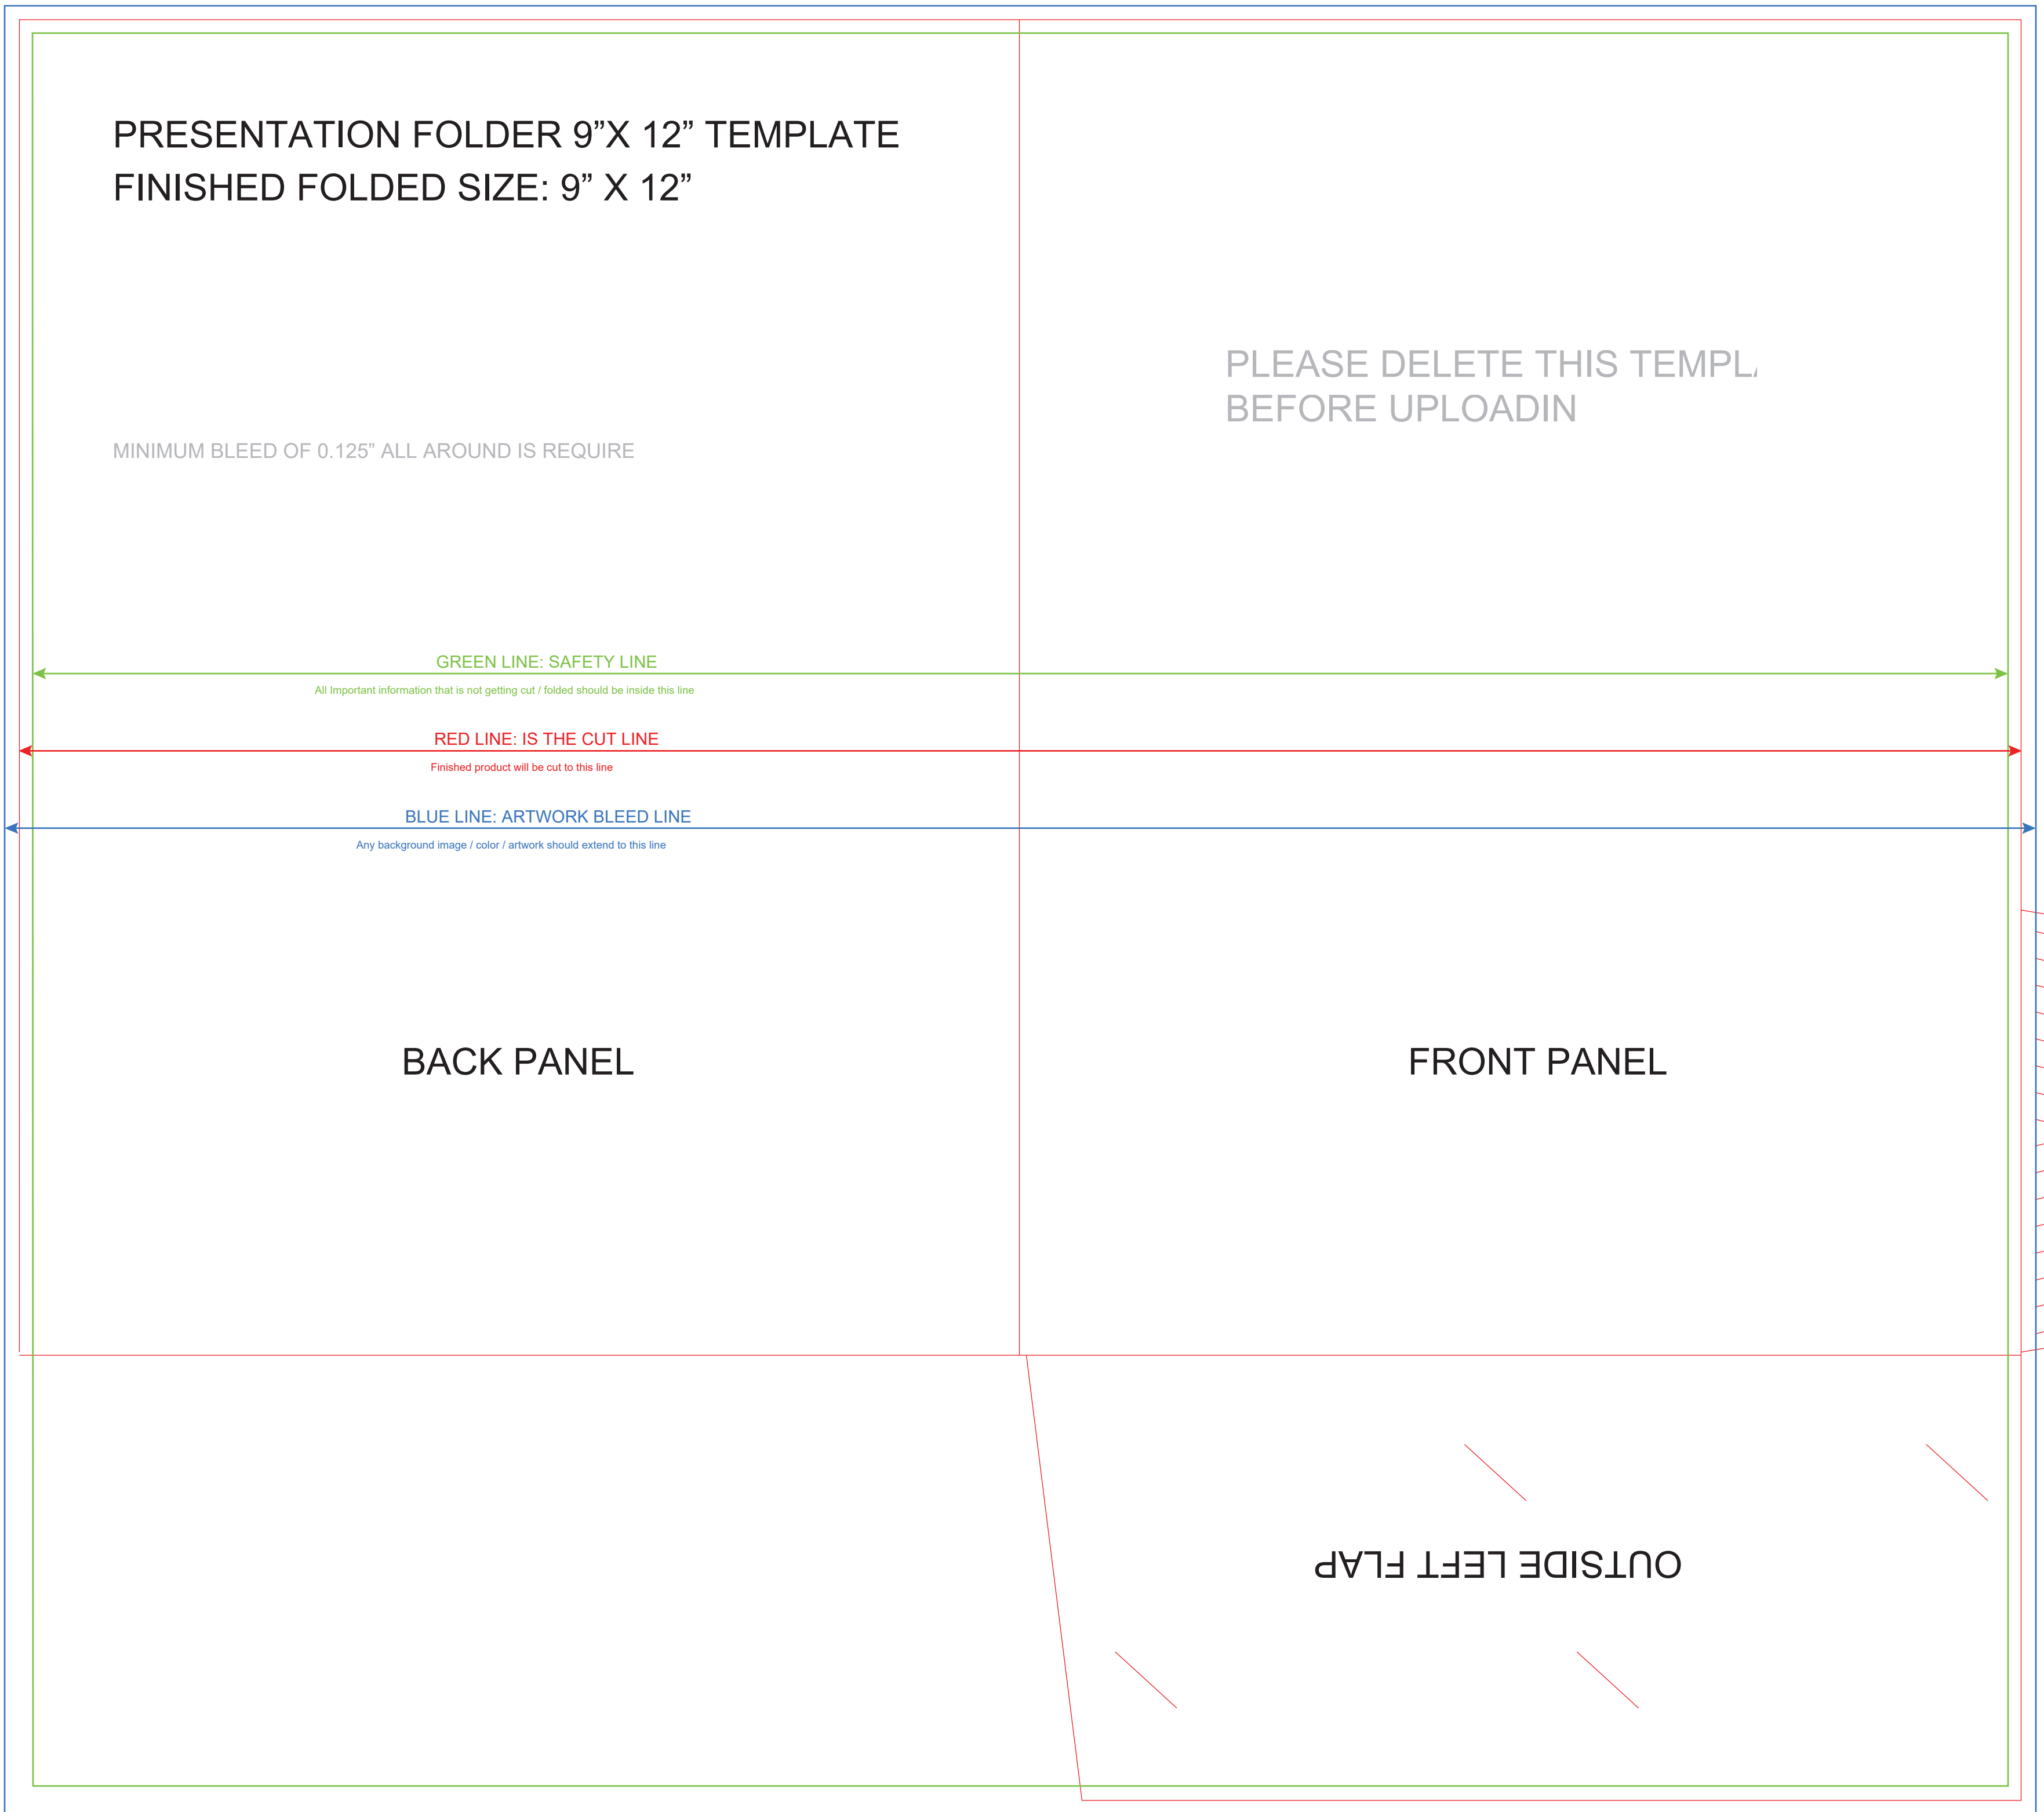 PRESENTATION FOLDER 9”X 12” TEMPLATE
FINISHED FOLDED SIZE: 9” X 12”
PLEASE DELETE THIS TEMPL
BEFORE UPLOADIN
MINIMUM BLEED OF 0.125” ALL AROUND IS REQUIRE
GREEN LINE: SAFETY LINE
All Important information that is not getting cut / folded should be inside this line
RED LINE: IS THE CUT LINE
Finished product will be cut to this line
BLUE LINE: ARTWORK BLEED LINE
Any background image / color / artwork should extend to this line
BACK PANEL
FRONT PANEL
OUTSIDE LEFT FLAP